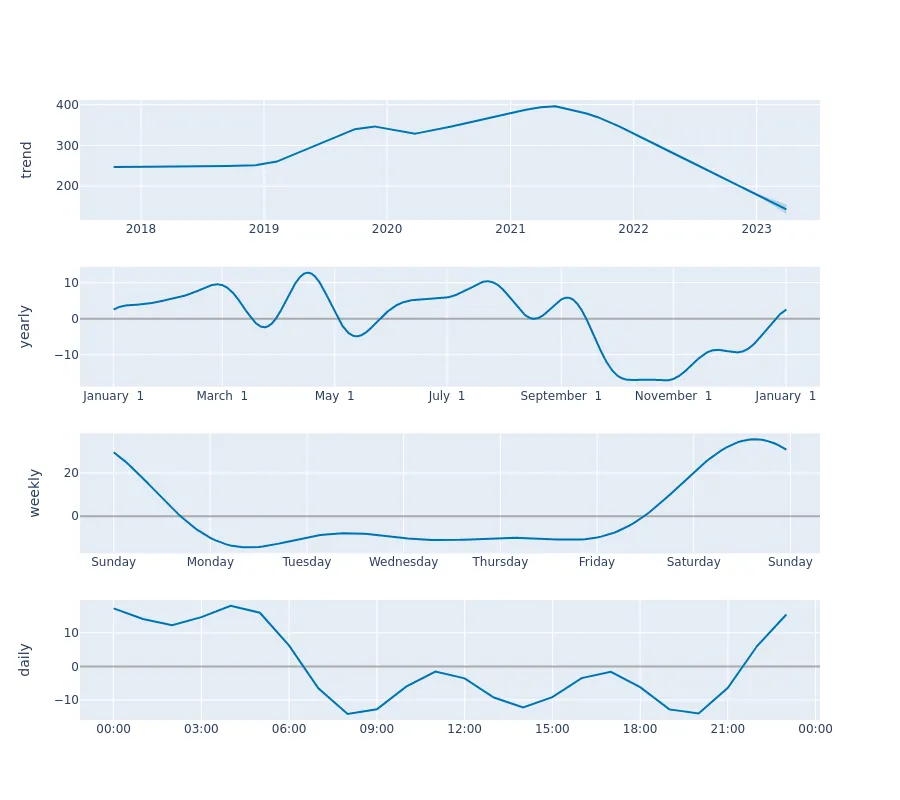 trend
400
300
200
2018 2019 2020 2021 2022 2023
yearly
10
0
−10
January 1 March 1 May 1 July 1 September 1 November 1 January 1
weekly
20
0
Sunday Monday Tuesday Wednesday Thursday Friday Saturday Sunday
daily
10
0
−10
00:00 03:00 06:00 09:00 12:00 15:00 18:00 21:00 00:00